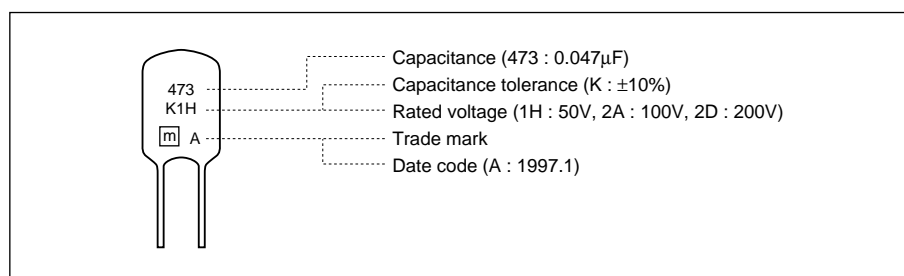 473
K1H
m A
Capacitance (473 : 0.047μF)
Capacitance tolerance (K : ±10%)
Rated voltage (1H : 50V, 2A : 100V, 2D : 200V)
Trade mark
Date code (A : 1997.1)